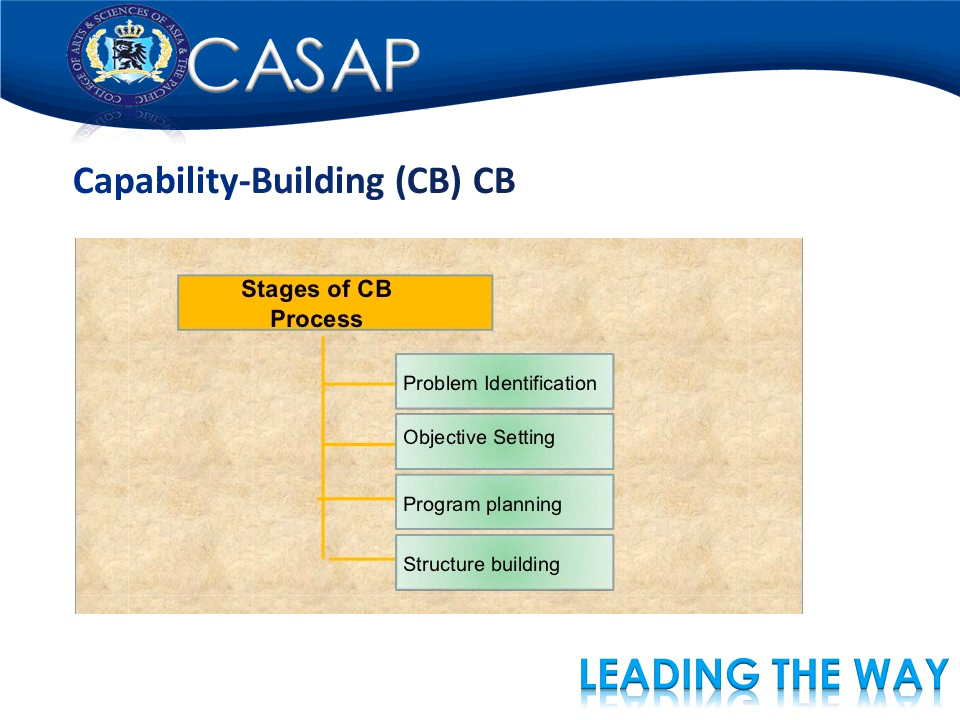 COLLEGE OF ARTS & SCIENCES OF ASIA & THE PACIFIC
CASAP
Capability-Building (CB) CB
Stages of CB
Process
Problem Identification
Objective Setting
Program planning
Structure building
LEADING THE WAY